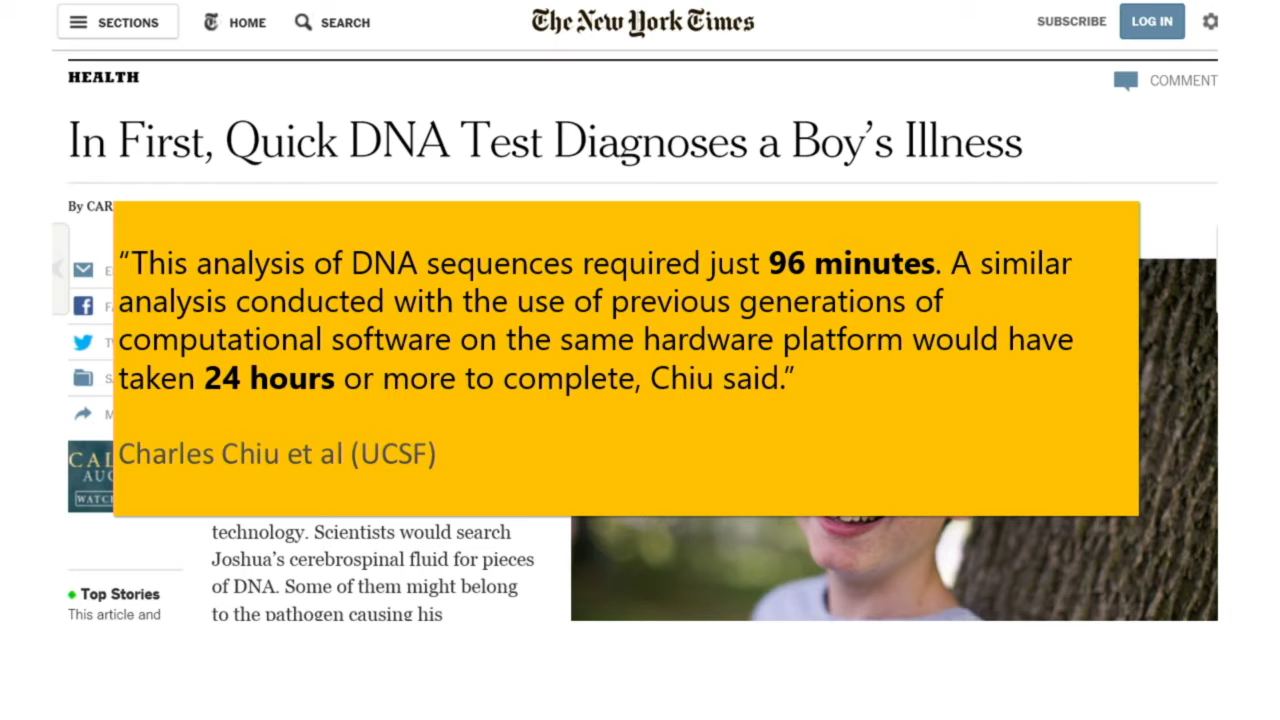 SECTIONS HOME SEARCH The New York Times SUBSCRIBE LOG IN
HEALTH COMMENT
In First, Quick DNA Test Diagnoses a Boy’s Illness
By CAR
“This analysis of DNA sequences required just 96 minutes. A similar
analysis conducted with the use of previous generations of
computational software on the same hardware platform would have
taken 24 hours or more to complete, Chiu said.”
Charles Chiu et al (UCSF)
technology. Scientists would search
Joshua’s cerebrospinal fluid for pieces
of DNA. Some of them might belong
to the pathogen causing his
Top Stories
This article and